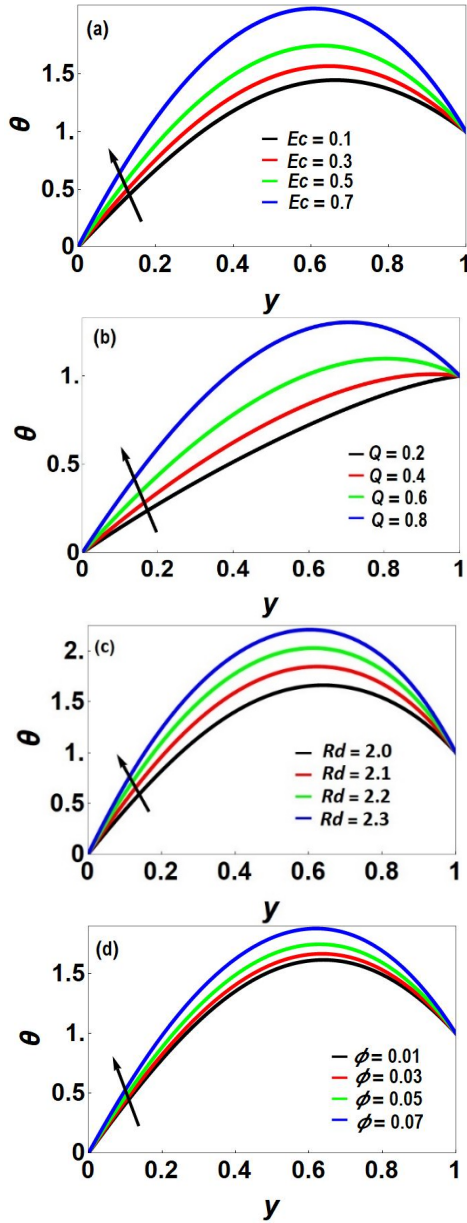 (a)
θ
1.5
1.
0.5
0
Ec = 0.1
Ec = 0.3
Ec = 0.5
Ec = 0.7
0 0.2 0.4 0.6 0.8 1
y
(b)
θ
1.
0.5
0
Q = 0.2
Q = 0.4
Q = 0.6
Q = 0.8
0 0.2 0.4 0.6 0.8 1
y
(c)
θ
2.
1.5
1.
0.5
0
Rd = 2.0
Rd = 2.1
Rd = 2.2
Rd = 2.3
0 0.2 0.4 0.6 0.8 1
y
(d)
θ
1.5
1.
0.5
0
ϕ = 0.01
ϕ = 0.03
ϕ = 0.05
ϕ = 0.07
0 0.2 0.4 0.6 0.8 1
y